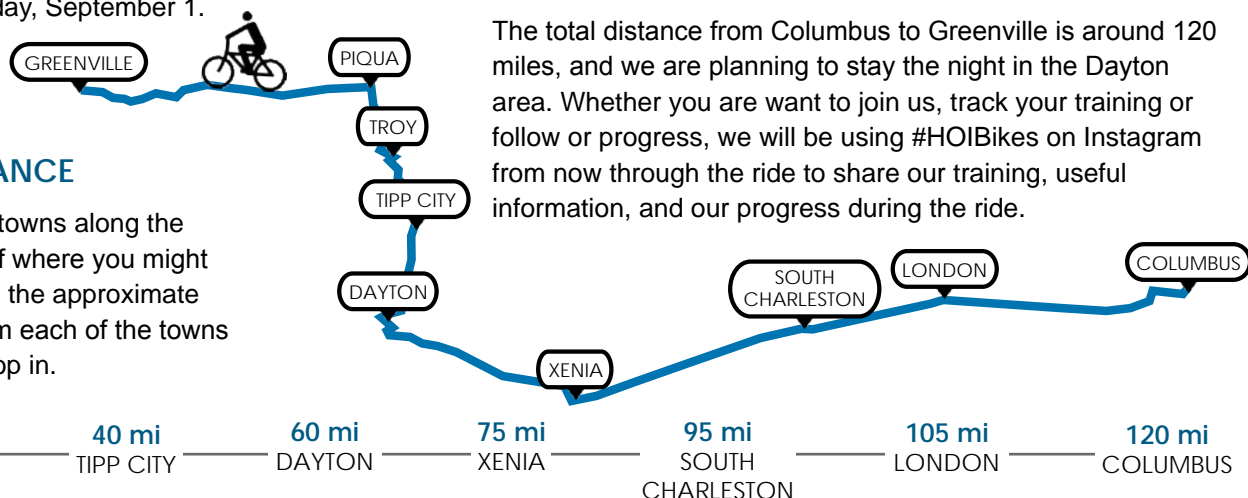 day, September 1.
The total distance from Columbus to Greenville is around 120
miles, and we are planning to stay the night in the Dayton
area. Whether you are want to join us, track your training or
follow or progress, we will be using #HOIBikes on Instagram
from now through the ride to share our training, useful
information, and our progress during the ride.
GREENVILLE
PIQUA
TROY
TIPP CITY
DAYTON
XENIA
SOUTH
CHARLESTON
LONDON
COLUMBUS
ANCE
towns along the
f where you might
the approximate
m each of the towns
op in.
40 mi
TIPP CITY
60 mi
DAYTON
75 mi
XENIA
95 mi
SOUTH
CHARLESTON
105 mi
LONDON
120 mi
COLUMBUS